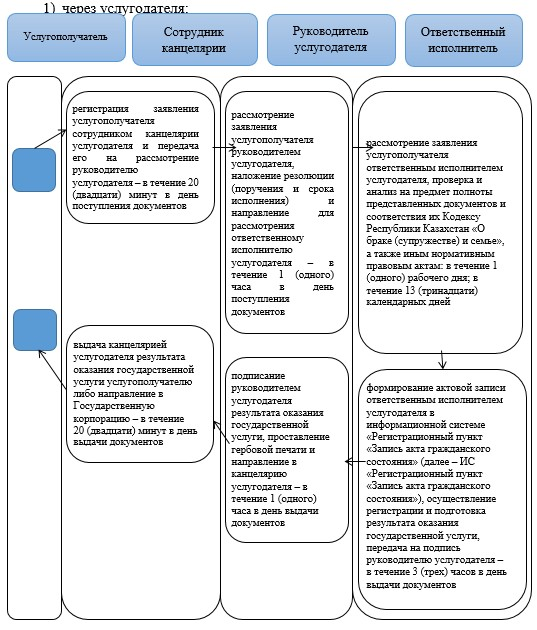 1) через услугодателя:
Услугополучатель
Сотрудник
канцелярии
Руководитель
услугодателя
Ответственный
исполнитель
регистрация заявления
услугополучателя
сотрудником канцелярии
услугодателя и передача
его на рассмотрение
руководителю
услугодателя – в течение 20
(двадцати) минут в день
поступления документов
рассмотрение
заявления
услугополучателя
руководителем
услугодателя,
наложение резолюции
(поручения и срока
исполнения) и
направление для
рассмотрения
ответственному
исполнителю
услугодателя – в
течение 1 (одного)
часа в день
поступления
документов
рассмотрение заявления
услугополучателя
ответственным исполнителем
услугодателя, проверка и
анализ на предмет полноты
представленных документов и
соответствия их Кодексу
Республики Казахстан «О
браке (супружестве) и семье»,
а также иным нормативным
правовым актам: в течение 1
(одного) рабочего дня; в
течение 13 (тринадцати)
календарных дней
формирование актовой записи
ответственным исполнителем
услугодателя в
информационной системе
«Регистрационный пункт
«Запись акта гражданского
состояния» (далее – ИС
«Регистрационный пункт
«Запись акта гражданского
состояния»), осуществление
регистрации и подготовка
результата оказания
государственной услуги,
передача на подпись
руководителю услугодателя –
в течение 3 (трех) часов в день
выдачи документов
подписание
руководителем
услугодателя
результата оказания
государственной
услуги, проставление
гербовой печати и
направление в
канцелярию
услугодателя – в
течение 1 (одного)
часа в день выдачи
документов
выдача канцелярией
услугодателя результата
оказания государственной
услуги услугополучателю
либо направление в
Государственную
корпорацию – в течение
20 (двадцати) минут в день
выдачи документов